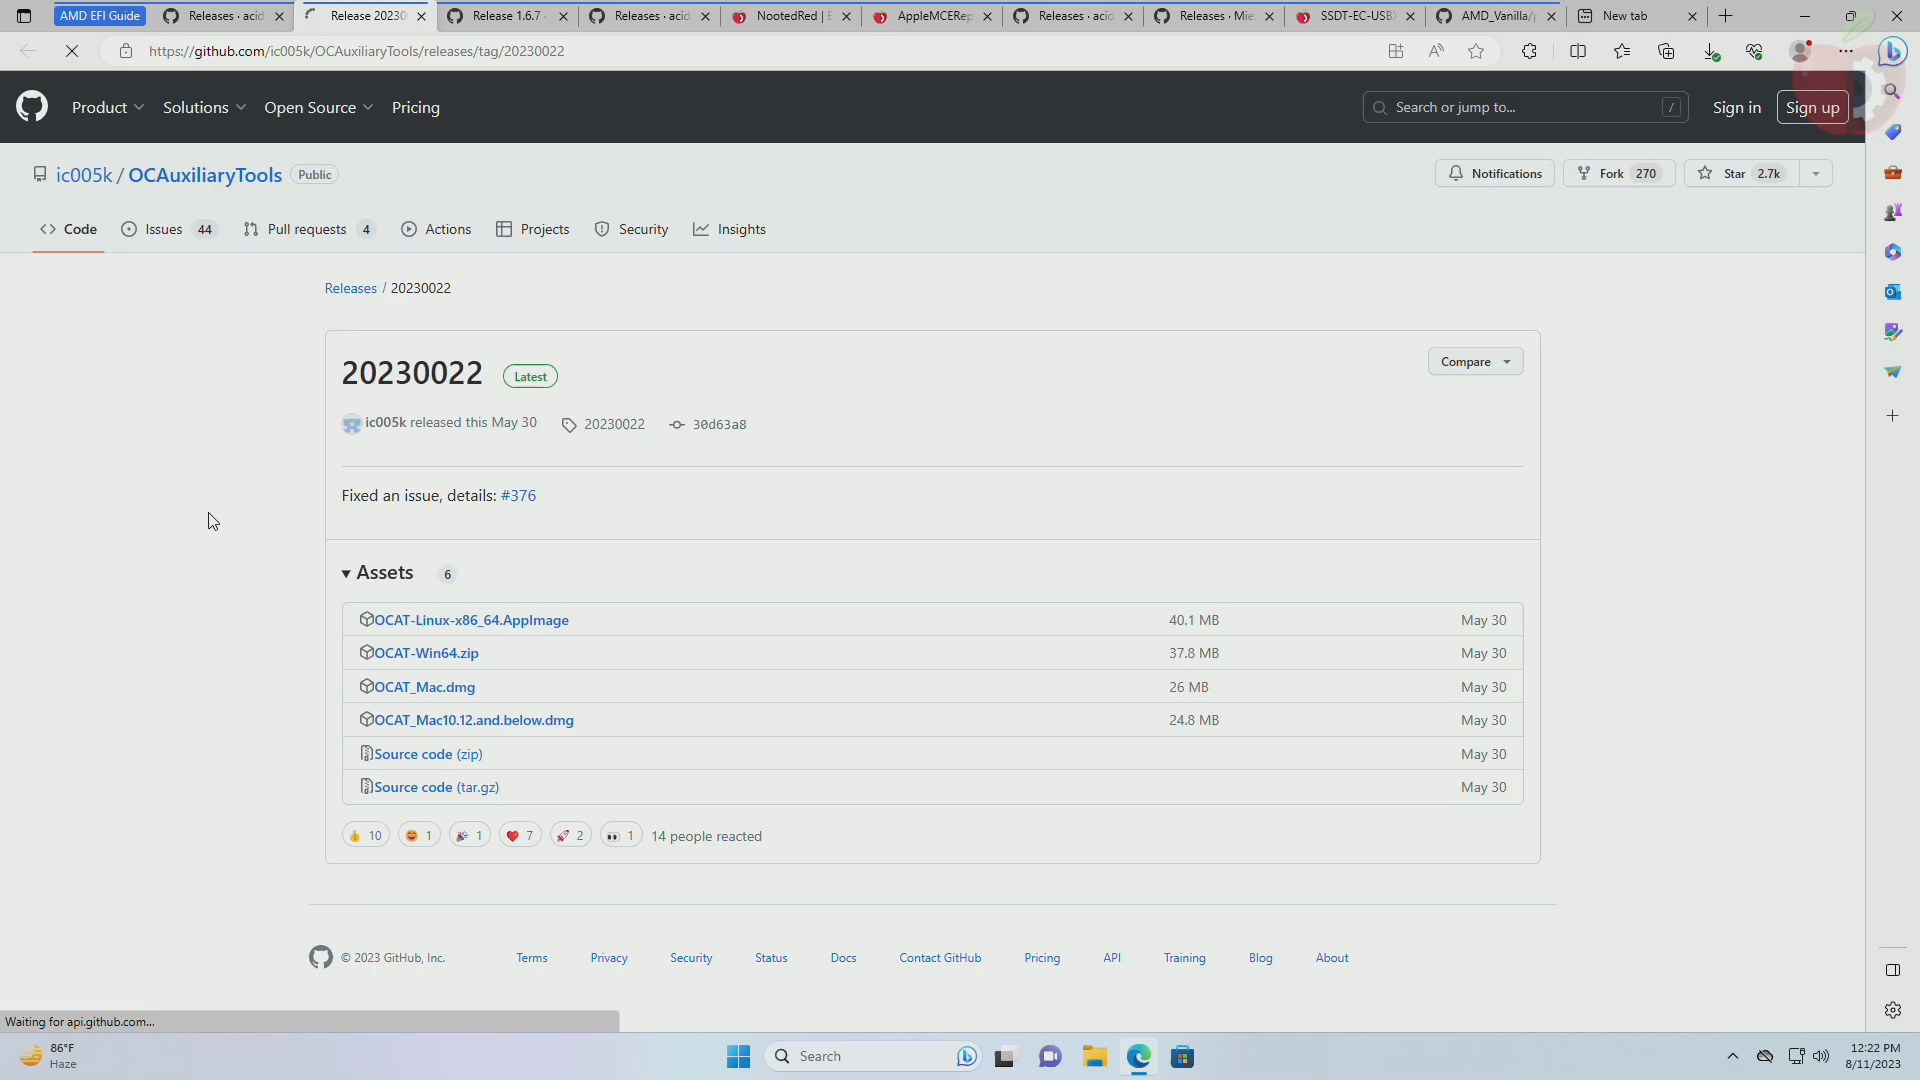 AMD EFI Guide Releases · acid Release 20230 Release 1.6.7 · Releases · acid NootedRed | AppleMCERep Releases · acid Releases · Mie SSDT-EC-USBX AMD_Vanilla/p New tab
https://github.com/ic005k/OCAuxiliaryTools/releases/tag/20230022
Product Solutions Open Source Pricing Search or jump to... / Sign in Sign up
ic005k / OCAuxiliaryTools Public Notifications Fork 270 Star 2.7k
Code Issues 44 Pull requests 4 Actions Projects Security Insights
Releases / 20230022
20230022 Latest Compare
ic005k released this May 30 20230022 30d63a8
Fixed an issue, details: #376
Assets 6
OCAT-Linux-x86_64.AppImage 40.1 MB May 30
OCAT-Win64.zip 37.8 MB May 30
OCAT_Mac.dmg 26 MB May 30
OCAT_Mac10.12.and.below.dmg 24.8 MB May 30
Source code (zip) May 30
Source code (tar.gz) May 30
10 1 1 7 2 1 14 people reacted
© 2023 GitHub, Inc. Terms Privacy Security Status Docs Contact GitHub Pricing API Training Blog About
Waiting for api.github.com...
86°F
Haze
Search
12:22 PM
8/11/2023